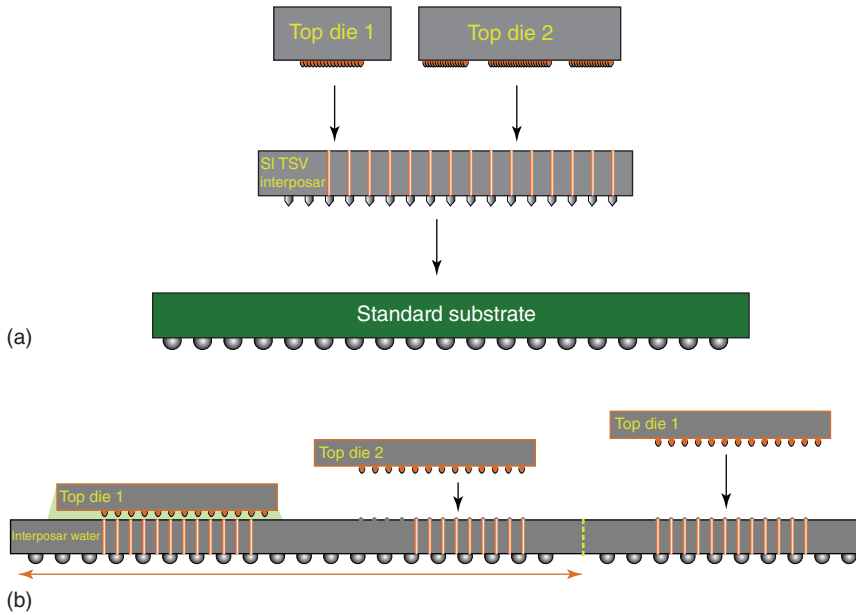 Top die 1
Top die 2
SI TSV
interposar
Standard substrate
(a)
Top die 1
Top die 2
Top die 1
Interposar water
(b)